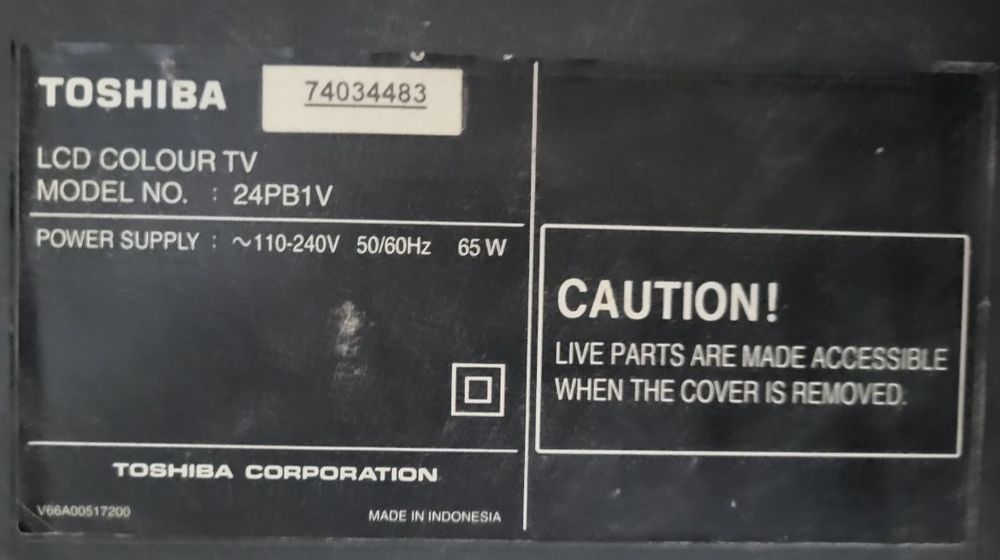 TOSHIBA 74034483
LCD COLOUR TV
MODEL NO. : 24PB1V
POWER SUPPLY : ~110-240V 50/60Hz 65 W
CAUTION!
LIVE PARTS ARE MADE ACCESSIBLE
WHEN THE COVER IS REMOVED.
TOSHIBA CORPORATION
V66A00517200 MADE IN INDONESIA